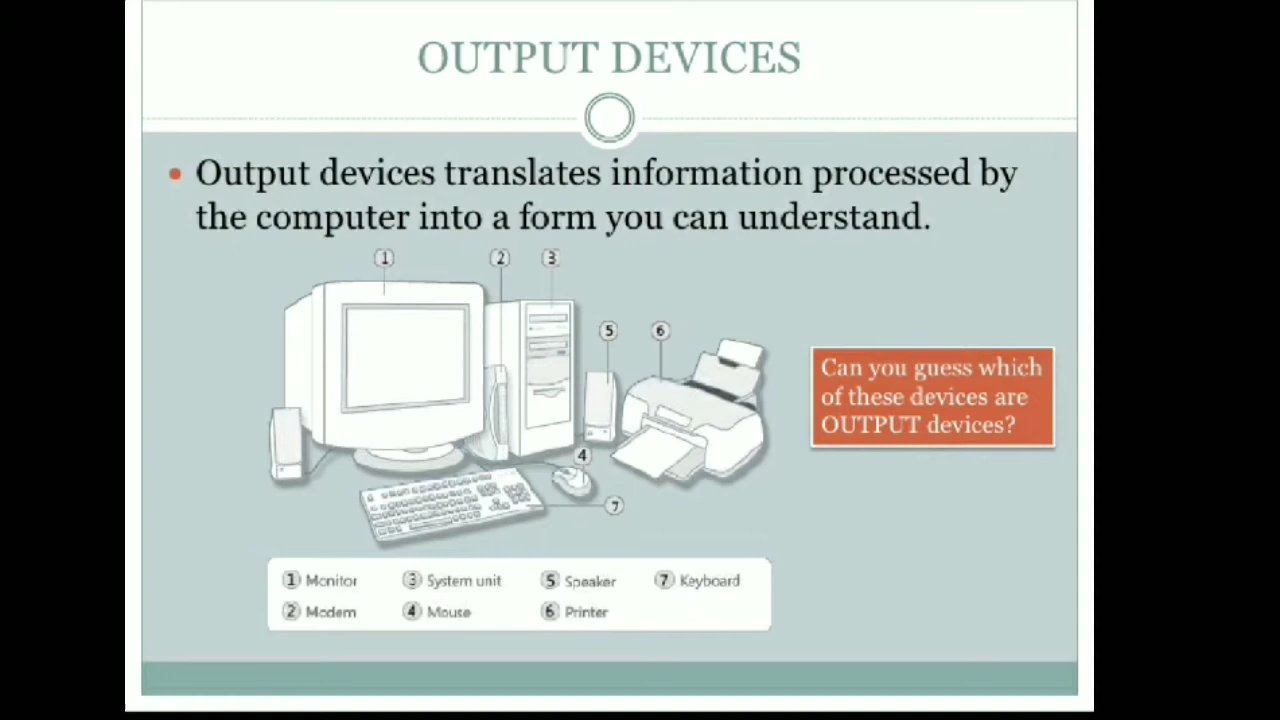 OUTPUT DEVICES
• Output devices translates information processed by
the computer into a form you can understand.
1 2 3
5 6
4
7
Can you guess which
of these devices are
OUTPUT devices?
1 Monitor 3 System unit 5 Speaker 7 Keyboard
2 Modem 4 Mouse 6 Printer